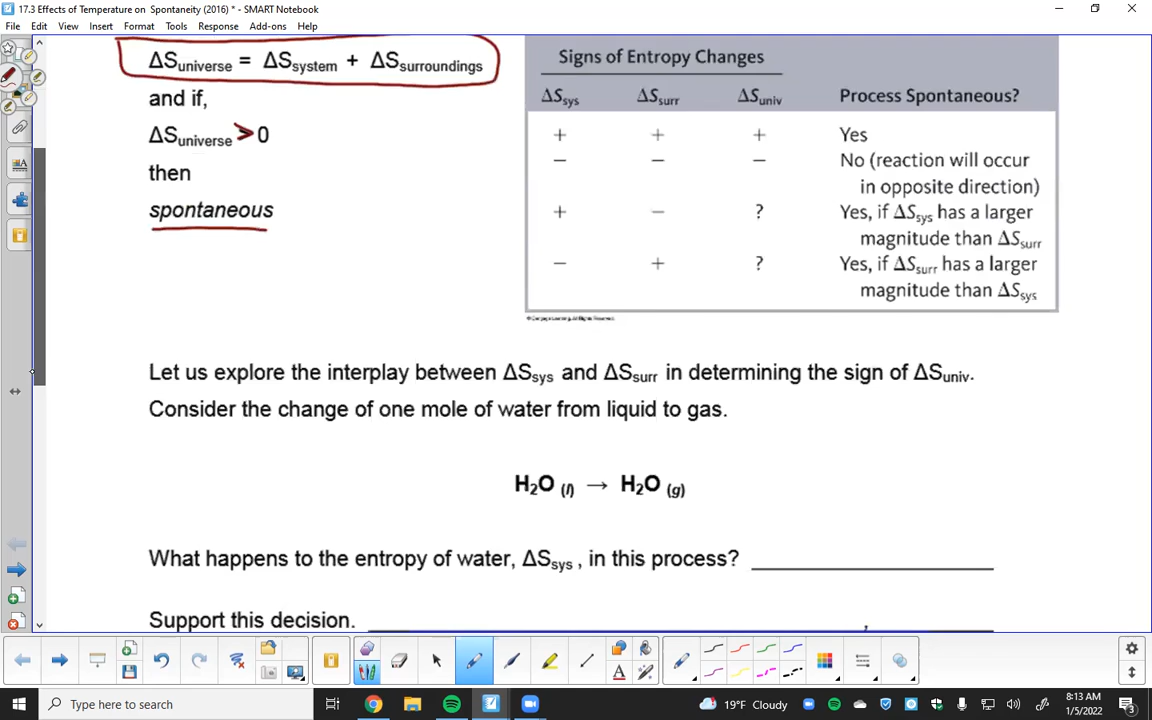 17.3 Effects of Temperature on Spontaneity (2016) * - SMART Notebook
File Edit View Insert Format Tools Response Add-ons Help
ΔSuniverse = ΔSsystem + ΔSsurroundings
and if,
ΔSuniverse > 0
then
spontaneous
Signs of Entropy Changes
ΔSsys ΔSsurr ΔSuniv Process Spontaneous?
+ + + Yes
− − − No (reaction will occur
in opposite direction)
+ − ? Yes, if ΔSsys has a larger
magnitude than ΔSsurr
− + ? Yes, if ΔSsurr has a larger
magnitude than ΔSsys
© Cengage Learning. All Rights Reserved.
Let us explore the interplay between ΔSsys and ΔSsurr in determining the sign of ΔSuniv.
Consider the change of one mole of water from liquid to gas.
H2O (l) → H2O (g)
What happens to the entropy of water, ΔSsys , in this process?
Support this decision.
Type here to search
19°F Cloudy
8:13 AM
1/5/2022
3